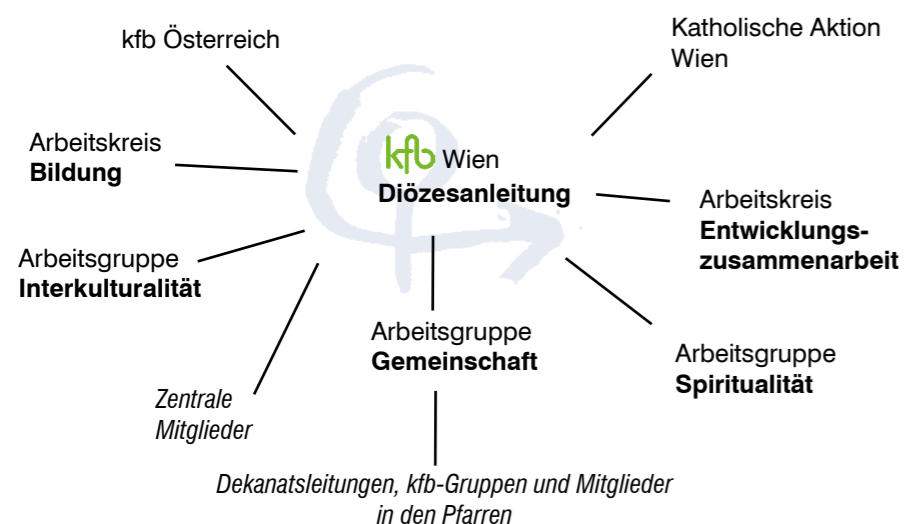 kfb Österreich
Katholische Aktion
Wien
Arbeitskreis
Bildung
kfb Wien
Diözesanleitung
Arbeitskreis
Entwicklungs-
zusammenarbeit
Arbeitsgruppe
Interkulturalität
Arbeitsgruppe
Gemeinschaft
Arbeitsgruppe
Spiritualität
Zentrale
Mitglieder
Dekanatsleitungen, kfb-Gruppen und Mitglieder
in den Pfarren